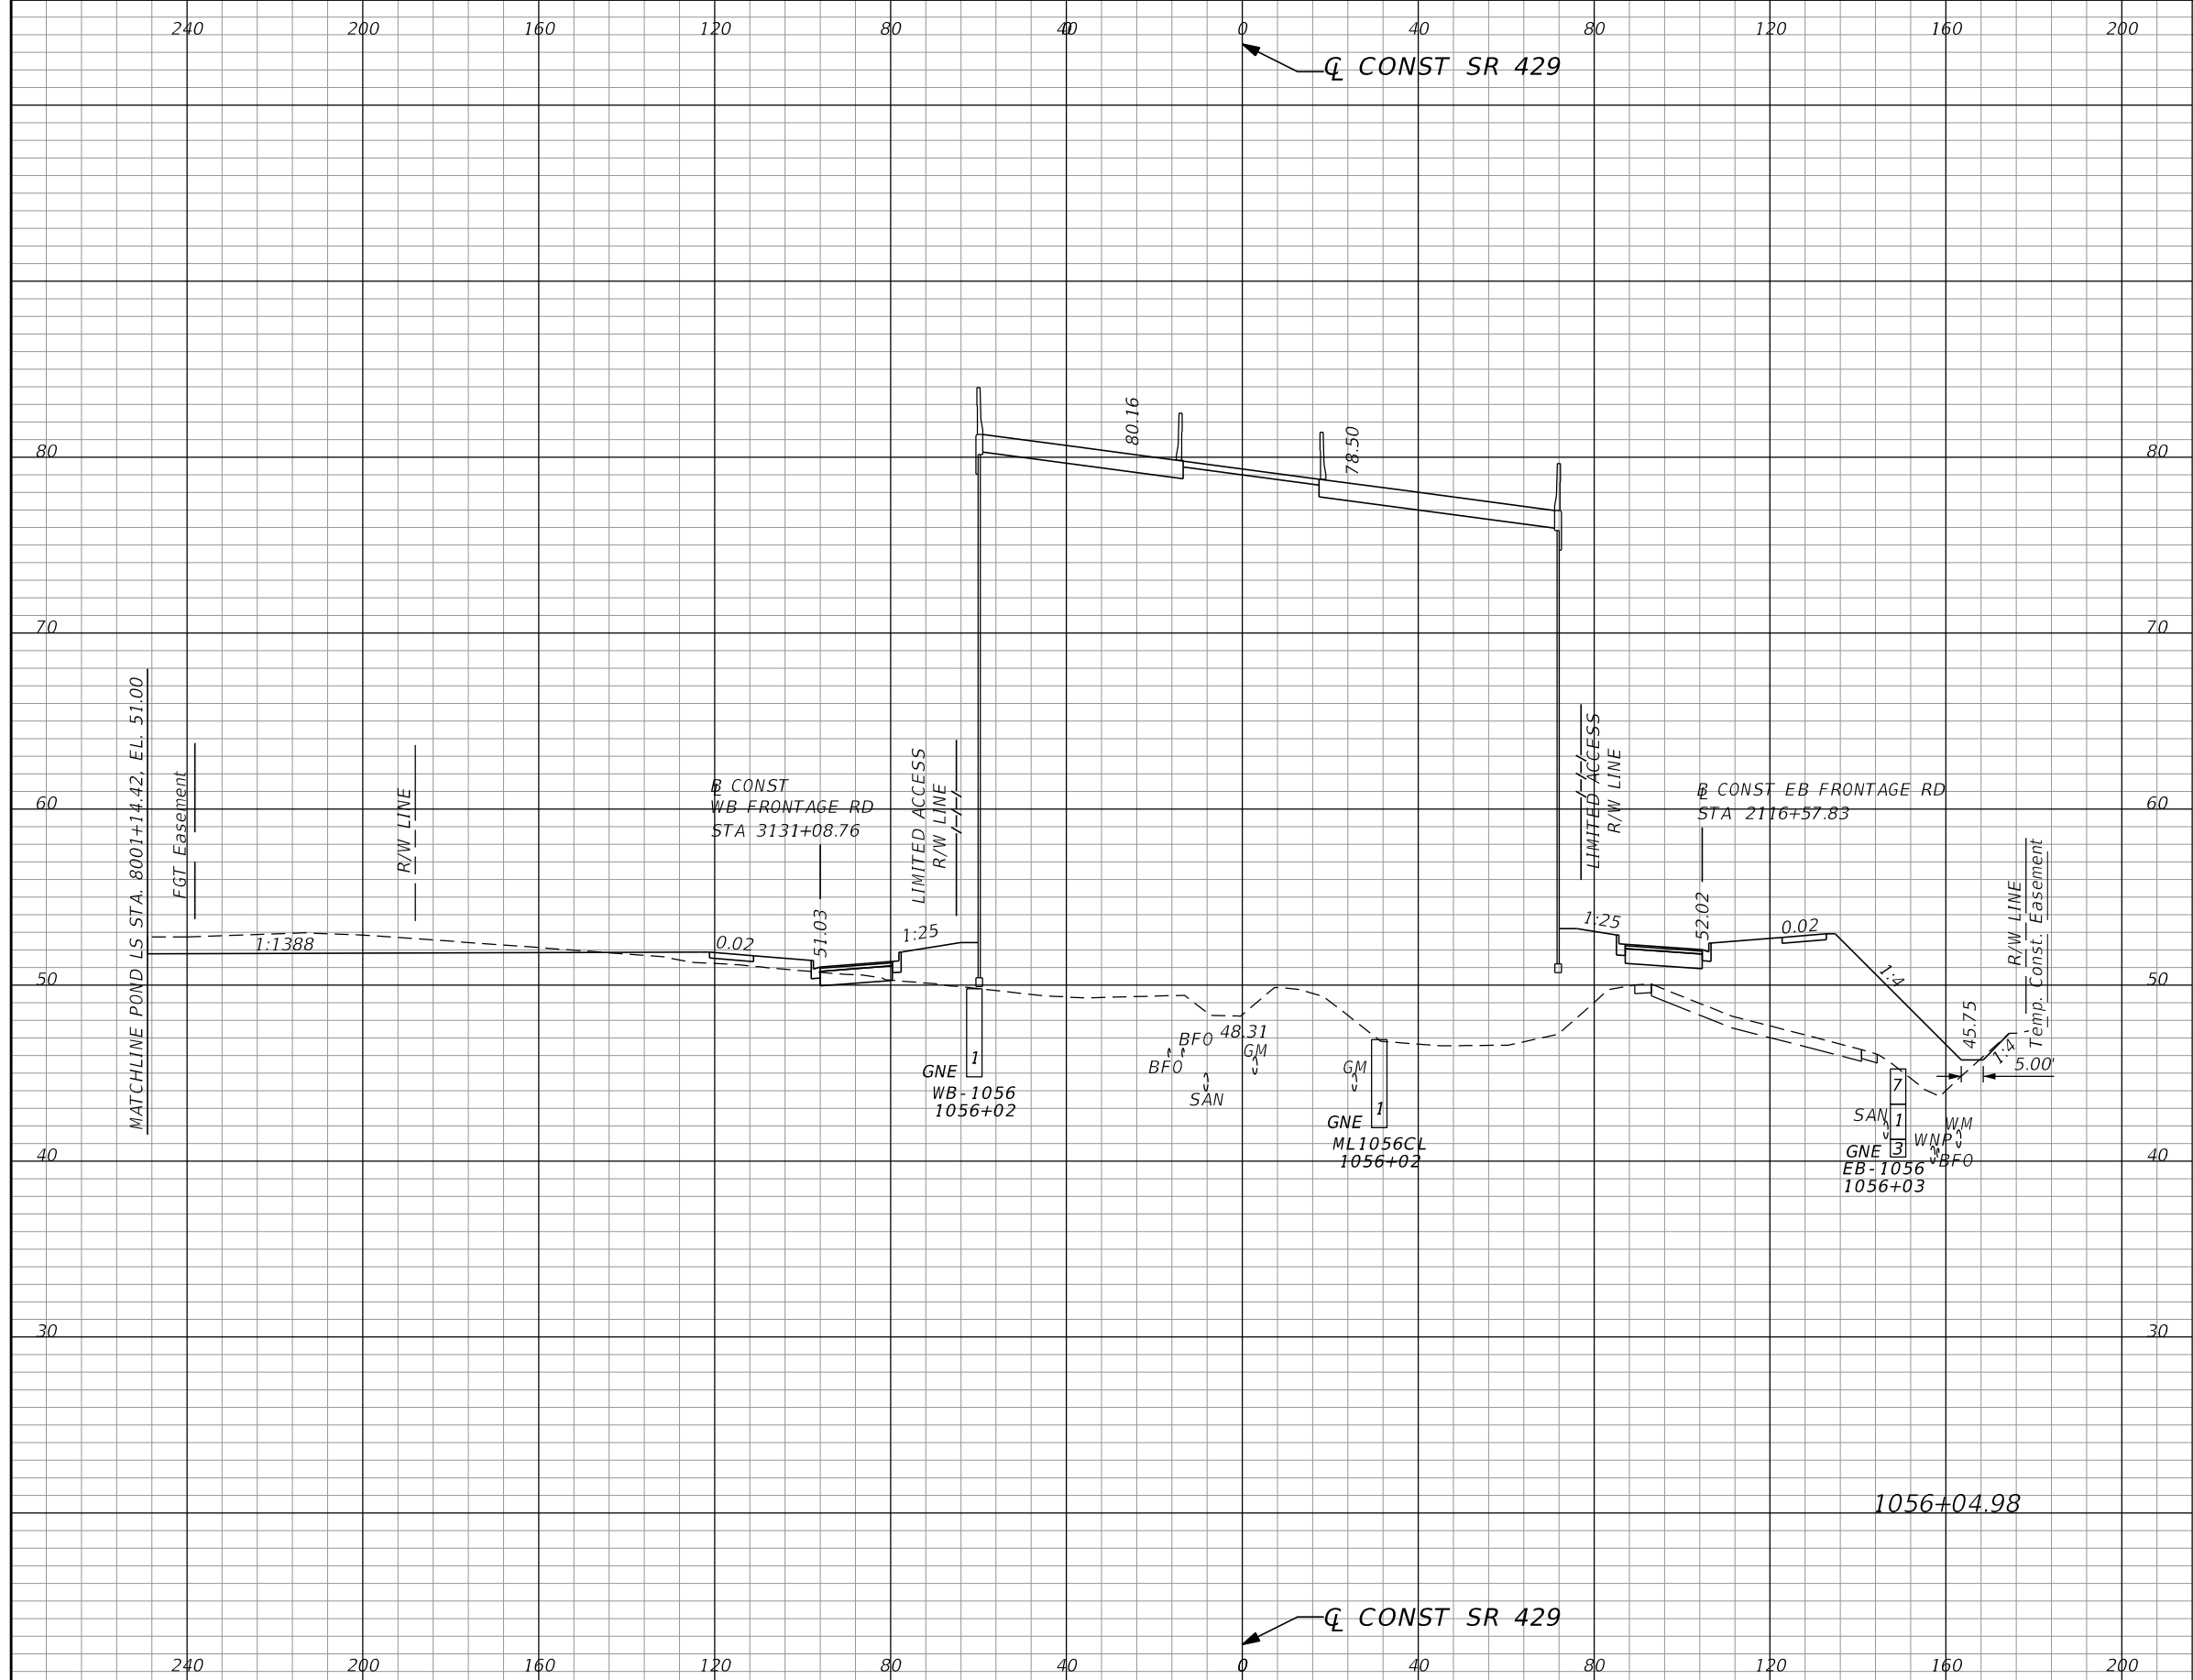 240 200 160 120 80 40 0 40 80 120 160 200
0
℄ CONST SR 429
80.16
78.50
80 80
70 70
MATCHLINE POND LS STA. 8001+14.42, EL. 51.00
FGT Easement
R/W LINE
B CONST
WB FRONTAGE RD
STA 3131+08.76
LIMITED ACCESS
R/W LINE
LIMITED ACCESS
R/W LINE
B CONST EB FRONTAGE RD
STA 2116+57.83
60 60
R/W LINE
Temp. Const. Easement
1:1388
0.02
51.03
1:25
1:25
52.02
0.02
1:4
45.75
1:4
5.00'
50 50
48.31
BFO
BFO
GM
SAN
GM
1
GNE
WB-1056
1056+02
1
GNE
ML1056CL
1056+02
7
1
3
SAN
GNE
EB-1056
1056+03
WM
WNP
BFO
40 40
30 30
1056+04.98
℄ CONST SR 429
240 200 160 120 80 40 0 40 80 120 160 200